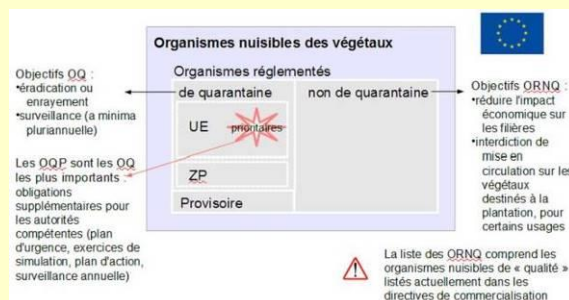 Organismes nuisibles des végétaux
Organismes réglementés
de quarantaine
non de quarantaine
UE
prioritaires
ZP
Provisoire
Objectifs OQ :
•éradication ou
enrayement
•surveillance (a minima
pluriannuelle)
Les OQP sont les OQ
les plus importants :
obligations
supplémentaires pour
les autorités
compétentes (plan
d'urgence, exercices de
simulation, plan d'action,
surveillance annuelle)
Objectifs ORNQ :
•réduire l'impact
économique sur
les filières
•interdiction de
mise en
circulation sur les
végétaux
destinés à la
plantation, pour
certains usages
La liste des ORNQ comprend les
organismes nuisibles de « qualité »
listés actuellement dans les
directives de commercialisation